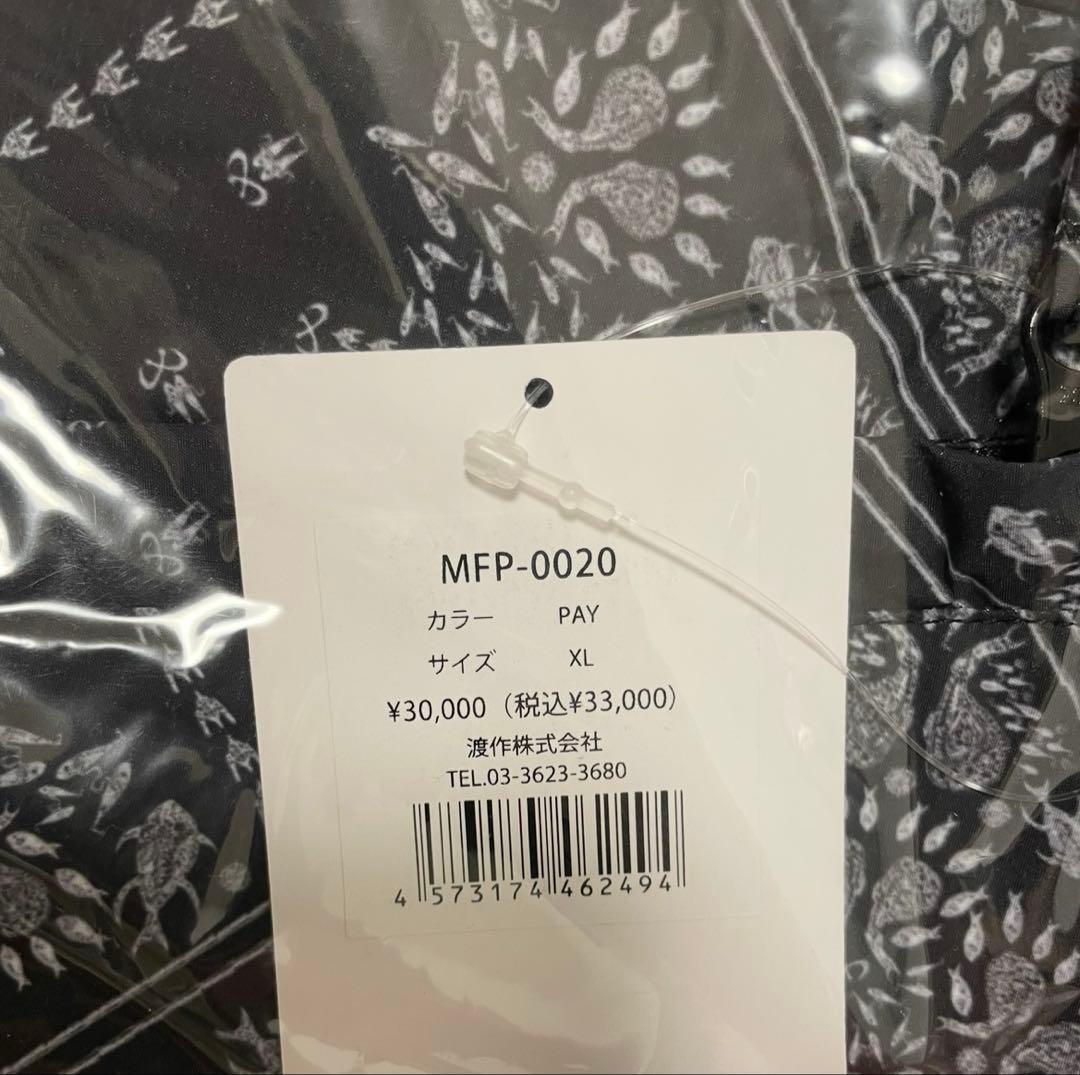 MFP-0020
カラー PAY
サイズ XL
¥30,000（税込¥33,000）
渡作株式会社
TEL.03-3623-3680
4 573174 462494